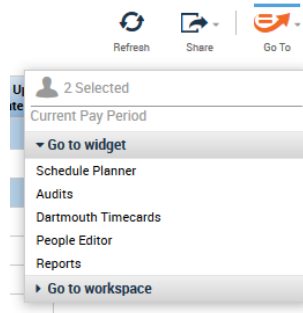 Refresh Share Go To
2 Selected
Current Pay Period
Go to widget
Schedule Planner
Audits
Dartmouth Timecards
People Editor
Reports
Go to workspace